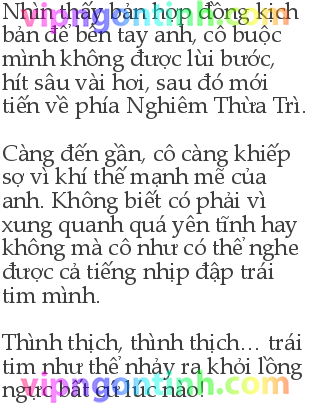 Nhìn thấy bản hợp đồng kịch
bản để bên tay anh, cô buộc
mình không được lùi bước,
hít sâu vài hơi, sau đó mới
tiến về phía Nghiêm Thừa Trì.
Càng đến gần, cô càng khiếp
sợ vì khí thế mạnh mẽ của
anh. Không biết có phải vì
xung quanh quá yên tĩnh hay
không mà cô như có thể nghe
được cả tiếng nhịp đập trái
tim mình.
Thình thịch, thình thịch… trái
tim như thể nhảy ra khỏi lồng
ngực bất cứ lúc nào!
vipngontinh.com
vipngontinh.com